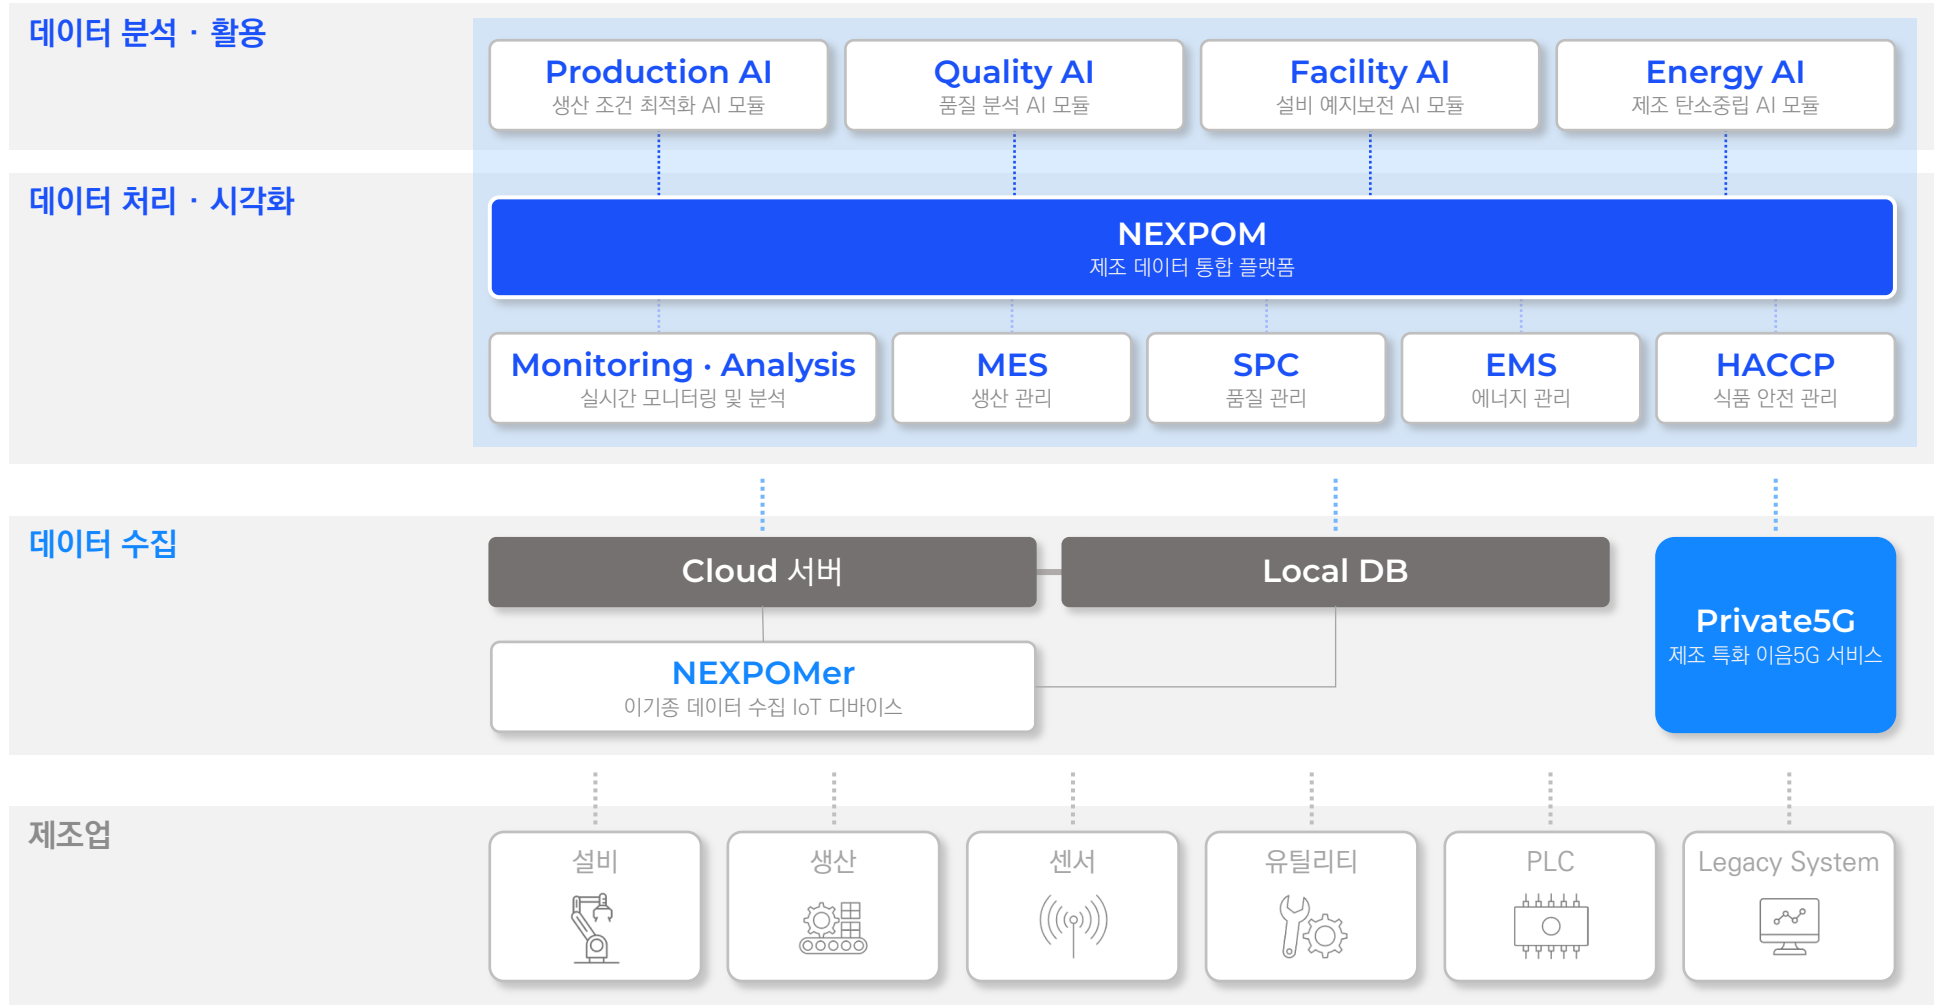 데이터 분석 · 활용
Production AI
생산 조건 최적화 AI 모듈
Quality AI
품질 분석 AI 모듈
Facility AI
설비 예지보전 AI 모듈
Energy AI
제조 탄소중립 AI 모듈
데이터 처리 · 시각화
NEXPOM
제조 데이터 통합 플랫폼
Monitoring · Analysis
실시간 모니터링 및 분석
MES
생산 관리
SPC
품질 관리
EMS
에너지 관리
HACCP
식품 안전 관리
데이터 수집
Cloud 서버
Local DB
NEXPOMer
이기종 데이터 수집 IoT 디바이스
Private5G
제조 특화 이음5G 서비스
제조업
설비
생산
센서
유틸리티
PLC
Legacy System